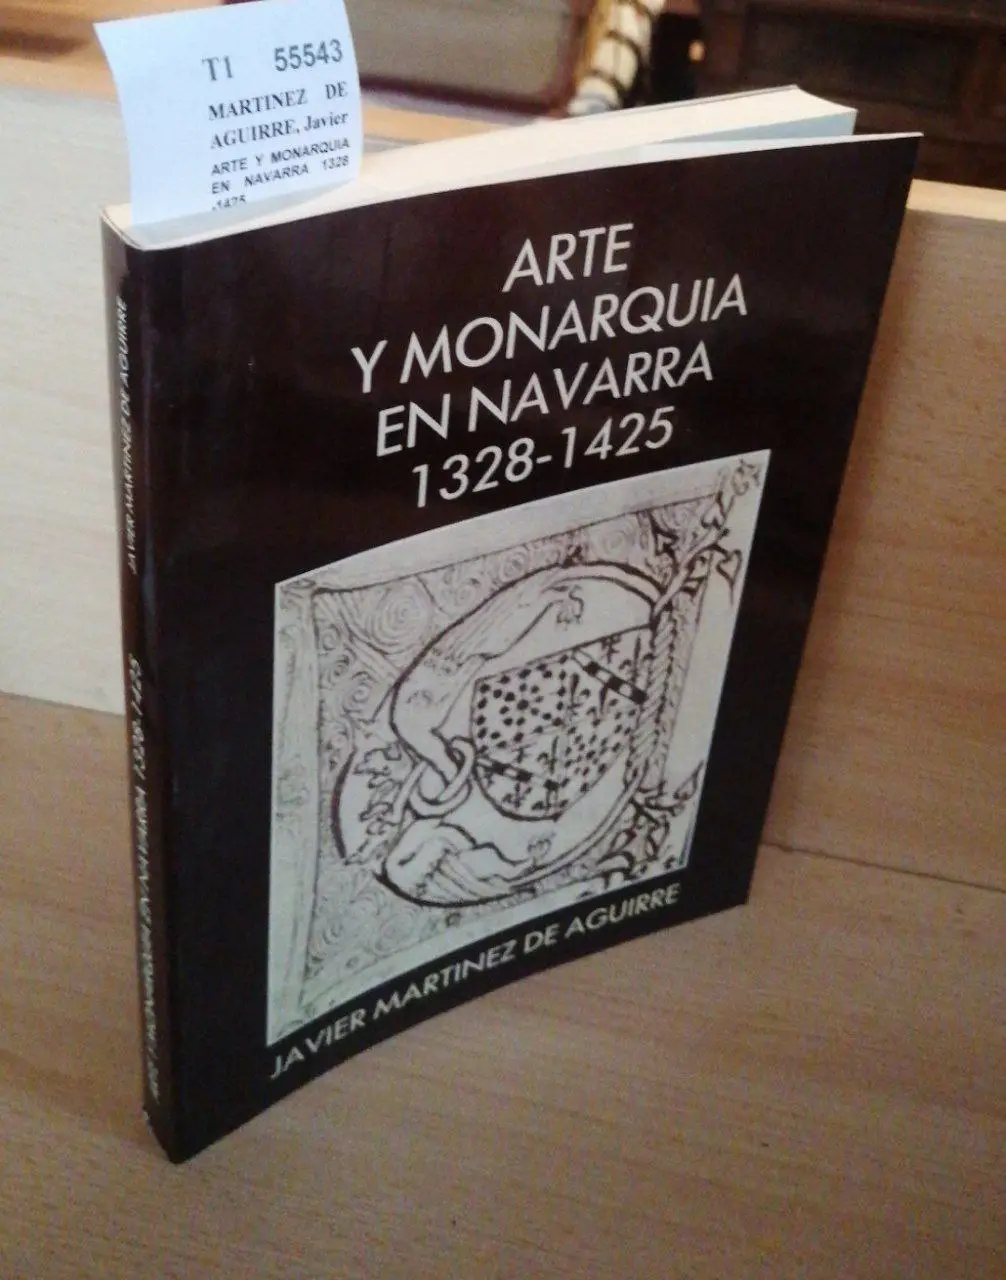 T1 55543
MARTINEZ DE
AGUIRRE, Javier
ARTE Y MONARQUIA
EN NAVARRA 1328
-1425
ARTE
Y MONARQUIA
EN NAVARRA
1328-1425
JAVIER MARTINEZ DE AGUIRRE
JAVIER MARTINEZ DE AGUIRRE
ARTE Y MONARQUIA EN NAVARRA 1328-1425